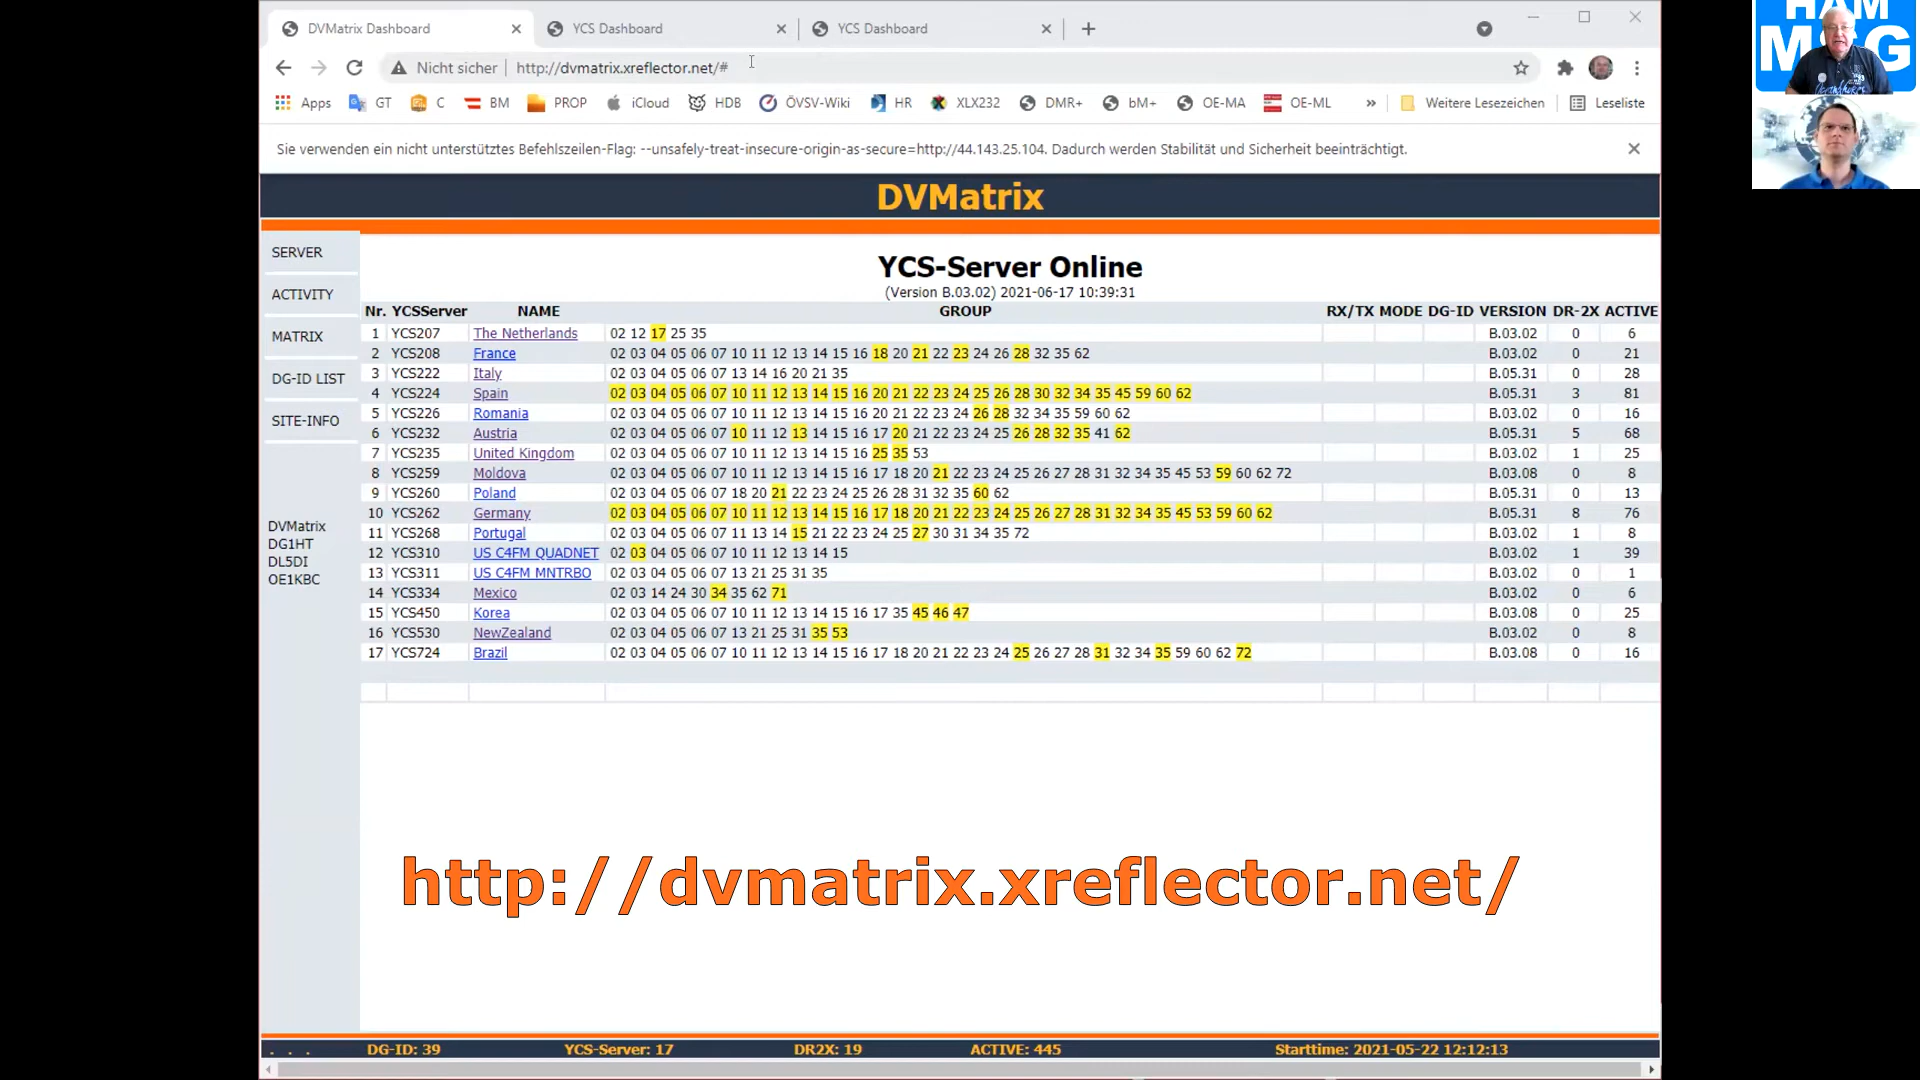 DVMatrix Dashboard YCS Dashboard YCS Dashboard
Nicht sicher http://dvmatrix.xreflector.net/#
Apps GT C BM PROP iCloud HDB ÖVSV-Wiki HR XLX232 DMR+ bM+ OE-MA OE-ML » Weitere Lesezeichen Leseliste
Sie verwenden ein nicht unterstütztes Befehlszeilen-Flag: --unsafely-treat-insecure-origin-as-secure=http://44.143.25.104. Dadurch werden Stabilität und Sicherheit beeinträchtigt.
DVMatrix
SERVER
ACTIVITY
MATRIX
DG-ID LIST
SITE-INFO
DVMatrix
DG1HT
DL5DI
OE1KBC
YCS-Server Online
(Version B.03.02) 2021-06-17 10:39:31
Nr. YCSServer NAME GROUP RX/TX MODE DG-ID VERSION DR-2X ACTIVE
1 YCS207 The Netherlands 02 12 17 25 35 B.03.02 0 6
2 YCS208 France 02 03 04 05 06 07 10 11 12 13 14 15 16 18 20 21 22 23 24 26 28 32 35 62 B.03.02 0 21
3 YCS222 Italy 02 03 04 05 06 07 13 14 16 20 21 35 B.05.31 0 28
4 YCS224 Spain 02 03 04 05 06 07 10 11 12 13 14 15 16 20 21 22 23 24 25 26 28 30 32 34 35 45 59 60 62 B.05.31 3 81
5 YCS226 Romania 02 03 04 05 06 07 10 11 12 13 14 15 16 20 21 22 23 24 26 28 32 34 35 59 60 62 B.03.02 0 16
6 YCS232 Austria 02 03 04 05 06 07 10 11 12 13 14 15 16 17 20 21 22 23 24 25 26 28 32 35 41 62 B.05.31 5 68
7 YCS235 United Kingdom 02 03 04 05 06 07 10 11 12 13 14 15 16 25 35 53 B.03.02 1 25
8 YCS259 Moldova 02 03 04 05 06 07 10 11 12 13 14 15 16 17 18 20 21 22 23 24 25 26 27 28 31 32 34 35 45 53 59 60 62 72 B.03.08 0 8
9 YCS260 Poland 02 03 04 05 06 07 18 20 21 22 23 24 25 26 28 31 32 35 60 62 B.05.31 0 13
10 YCS262 Germany 02 03 04 05 06 07 10 11 12 13 14 15 16 17 18 20 21 22 23 24 25 26 27 28 31 32 34 35 45 53 59 60 62 B.05.31 8 76
11 YCS268 Portugal 02 03 04 05 06 07 11 13 14 15 21 22 23 24 25 27 30 31 34 35 72 B.03.02 1 8
12 YCS310 US C4FM QUADNET 02 03 04 05 06 07 10 11 12 13 14 15 B.03.02 1 39
13 YCS311 US C4FM MNTRBO 02 03 04 05 06 07 13 21 25 31 35 B.03.02 0 1
14 YCS334 Mexico 02 03 14 24 30 34 35 62 71 B.03.02 0 6
15 YCS450 Korea 02 03 04 05 06 07 10 11 12 13 14 15 16 17 35 45 46 47 B.03.08 0 25
16 YCS530 NewZealand 02 03 04 05 06 07 13 21 25 31 35 53 B.03.02 0 8
17 YCS724 Brazil 02 03 04 05 06 07 10 11 12 13 14 15 16 17 18 20 21 22 23 24 25 26 27 28 31 32 34 35 59 60 62 72 B.03.08 0 16
http://dvmatrix.xreflector.net/
. . . DG-ID: 39 YCS-Server: 17 DR2X: 19 ACTIVE: 445 Starttime: 2021-05-22 12:12:13
HAM